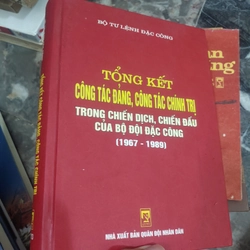 BỘ TƯ LỆNH ĐẶC CÔNG
TỔNG KẾT
CÔNG TÁC ĐẢNG, CÔNG TÁC CHÍNH TRỊ
TRONG CHIẾN DỊCH, CHIẾN ĐẤU
CỦA BỘ ĐỘI ĐẶC CÔNG
(1967 - 1989)
NHÀ XUẤT BẢN QUÂN ĐỘI NHÂN DÂN